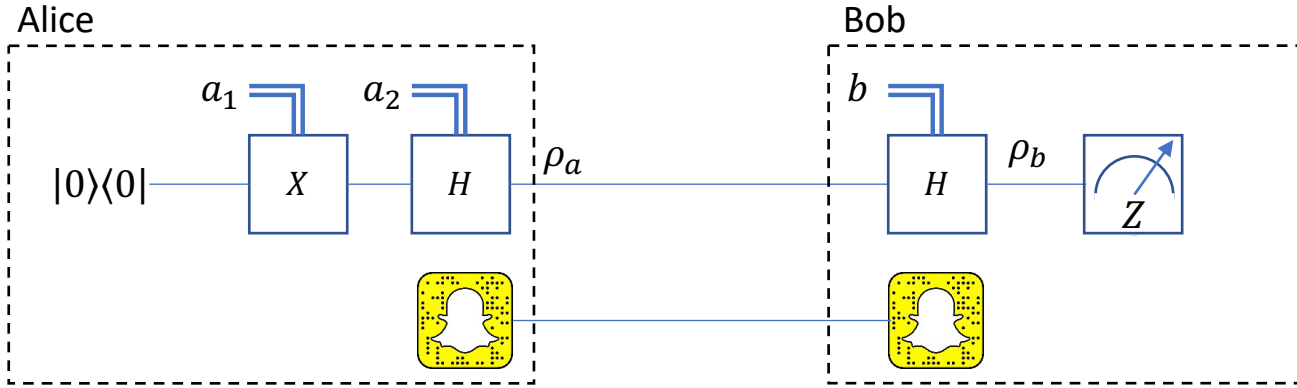 Alice Bob
a₁ a₂ b
|0⟩⟨0| X H ρₐ H ρ_b Z